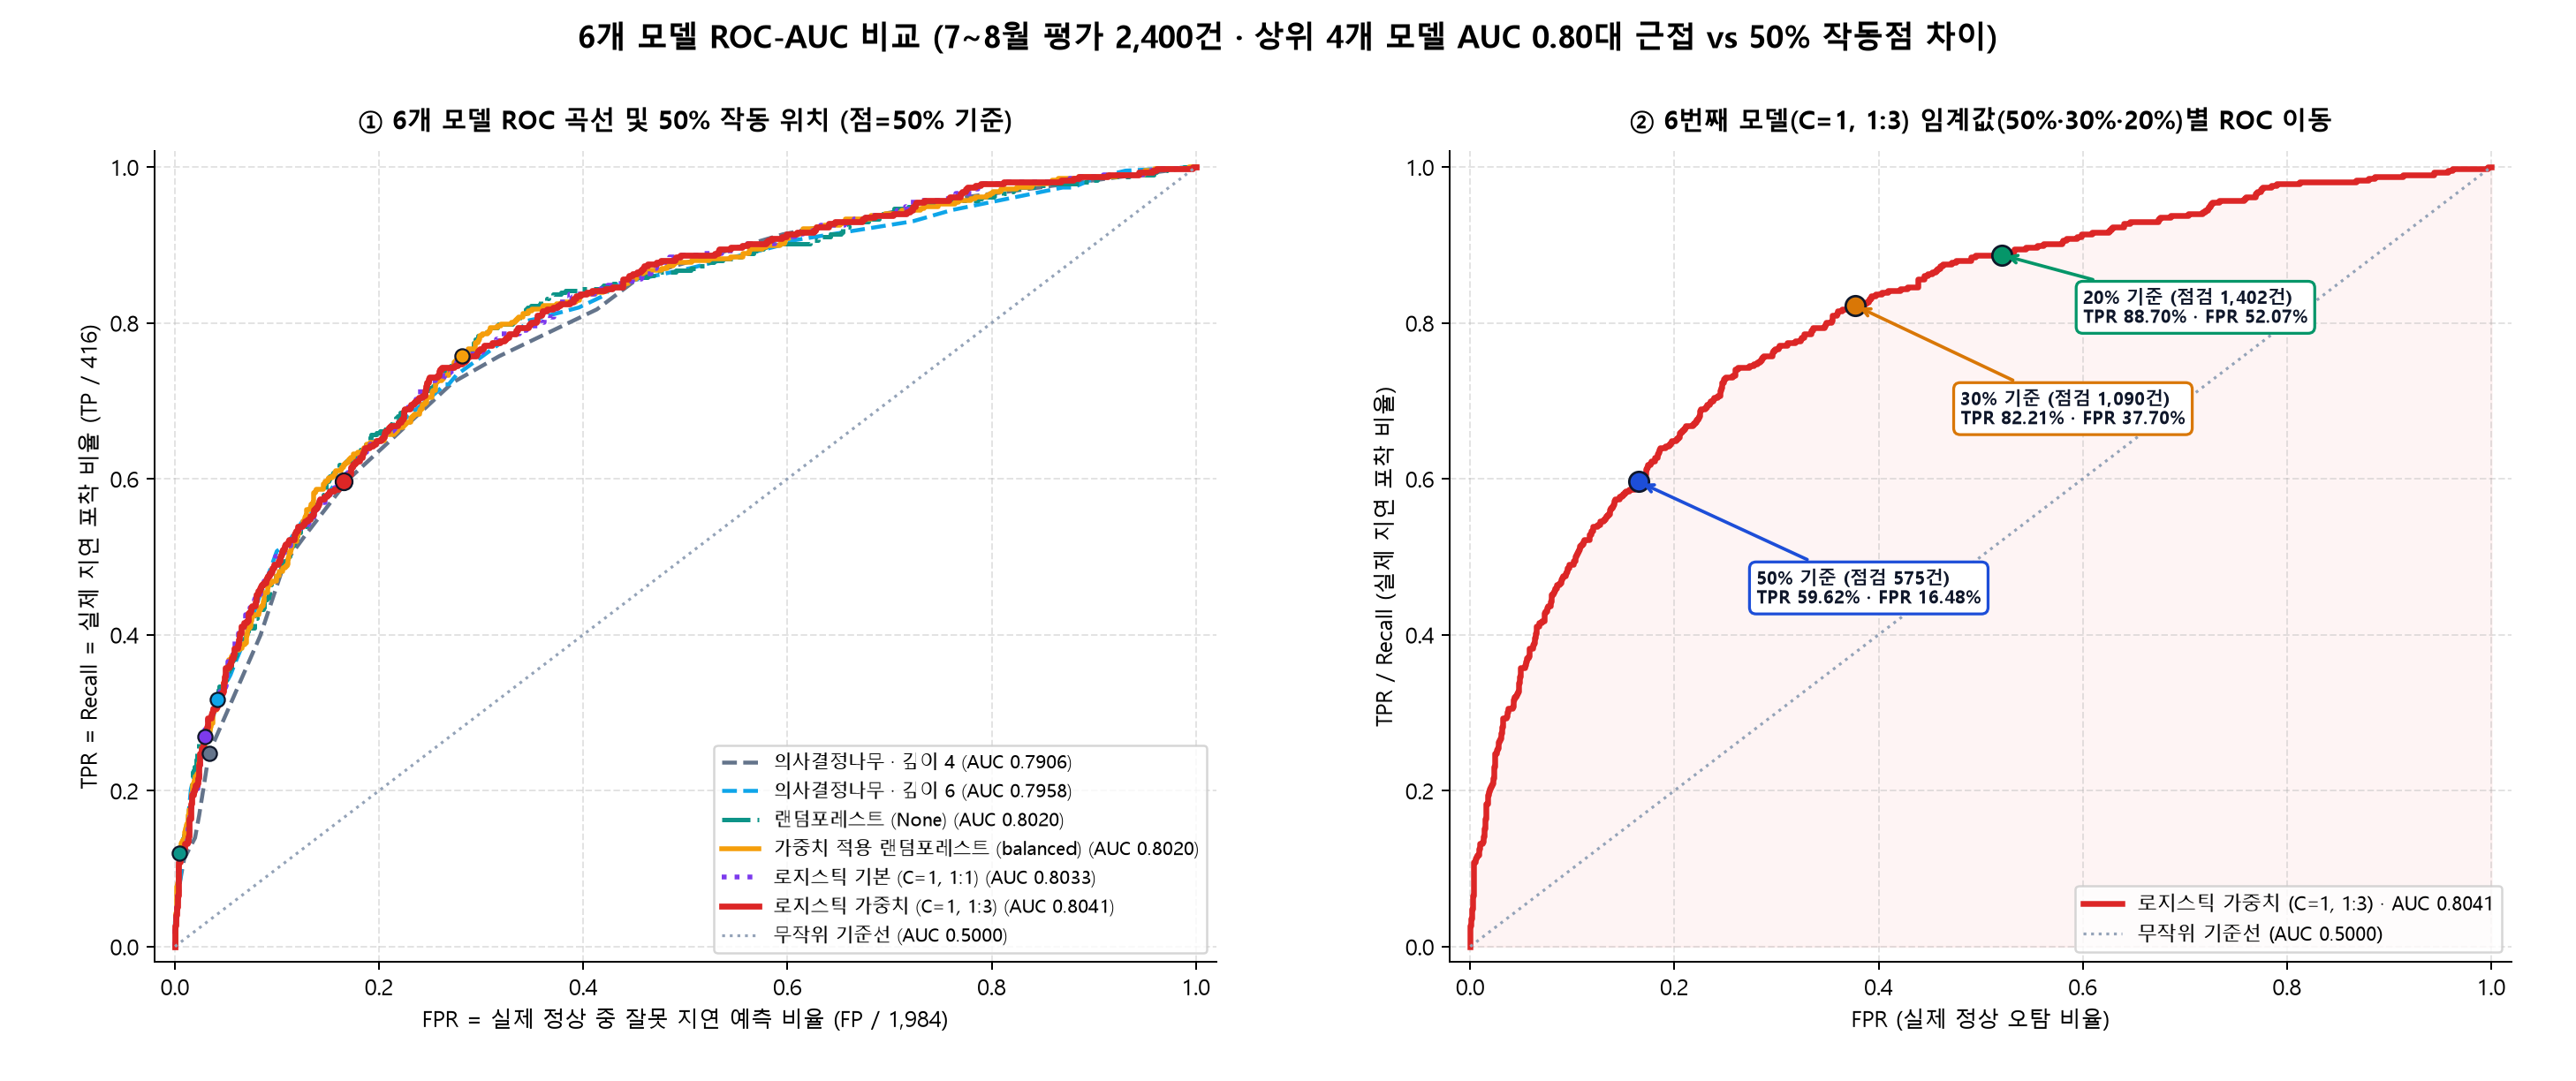 6개 모델 ROC-AUC 비교 (7~8월 평가 2,400건 · 상위 4개 모델 AUC 0.80대 근접 vs 50% 작동점 차이)
① 6개 모델 ROC 곡선 및 50% 작동 위치 (점=50% 기준)
TPR = Recall = 실제 지연 포착 비율 (TP / 416)
1.0
0.8
0.6
0.4
0.2
0.0
의사결정나무 · 깊이 4 (AUC 0.7906)
의사결정나무 · 깊이 6 (AUC 0.7958)
랜덤포레스트 (None) (AUC 0.8020)
가중치 적용 랜덤포레스트 (balanced) (AUC 0.8020)
로지스틱 기본 (C=1, 1:1) (AUC 0.8033)
로지스틱 가중치 (C=1, 1:3) (AUC 0.8041)
무작위 기준선 (AUC 0.5000)
0.0 0.2 0.4 0.6 0.8 1.0
FPR = 실제 정상 중 잘못 지연 예측 비율 (FP / 1,984)
② 6번째 모델(C=1, 1:3) 임계값(50%·30%·20%)별 ROC 이동
TPR / Recall (실제 지연 포착 비율)
1.0
0.8
0.6
0.4
0.2
0.0
20% 기준 (점검 1,402건)
TPR 88.70% · FPR 52.07%
30% 기준 (점검 1,090건)
TPR 82.21% · FPR 37.70%
50% 기준 (점검 575건)
TPR 59.62% · FPR 16.48%
로지스틱 가중치 (C=1, 1:3) · AUC 0.8041
무작위 기준선 (AUC 0.5000)
0.0 0.2 0.4 0.6 0.8 1.0
FPR (실제 정상 오탐 비율)